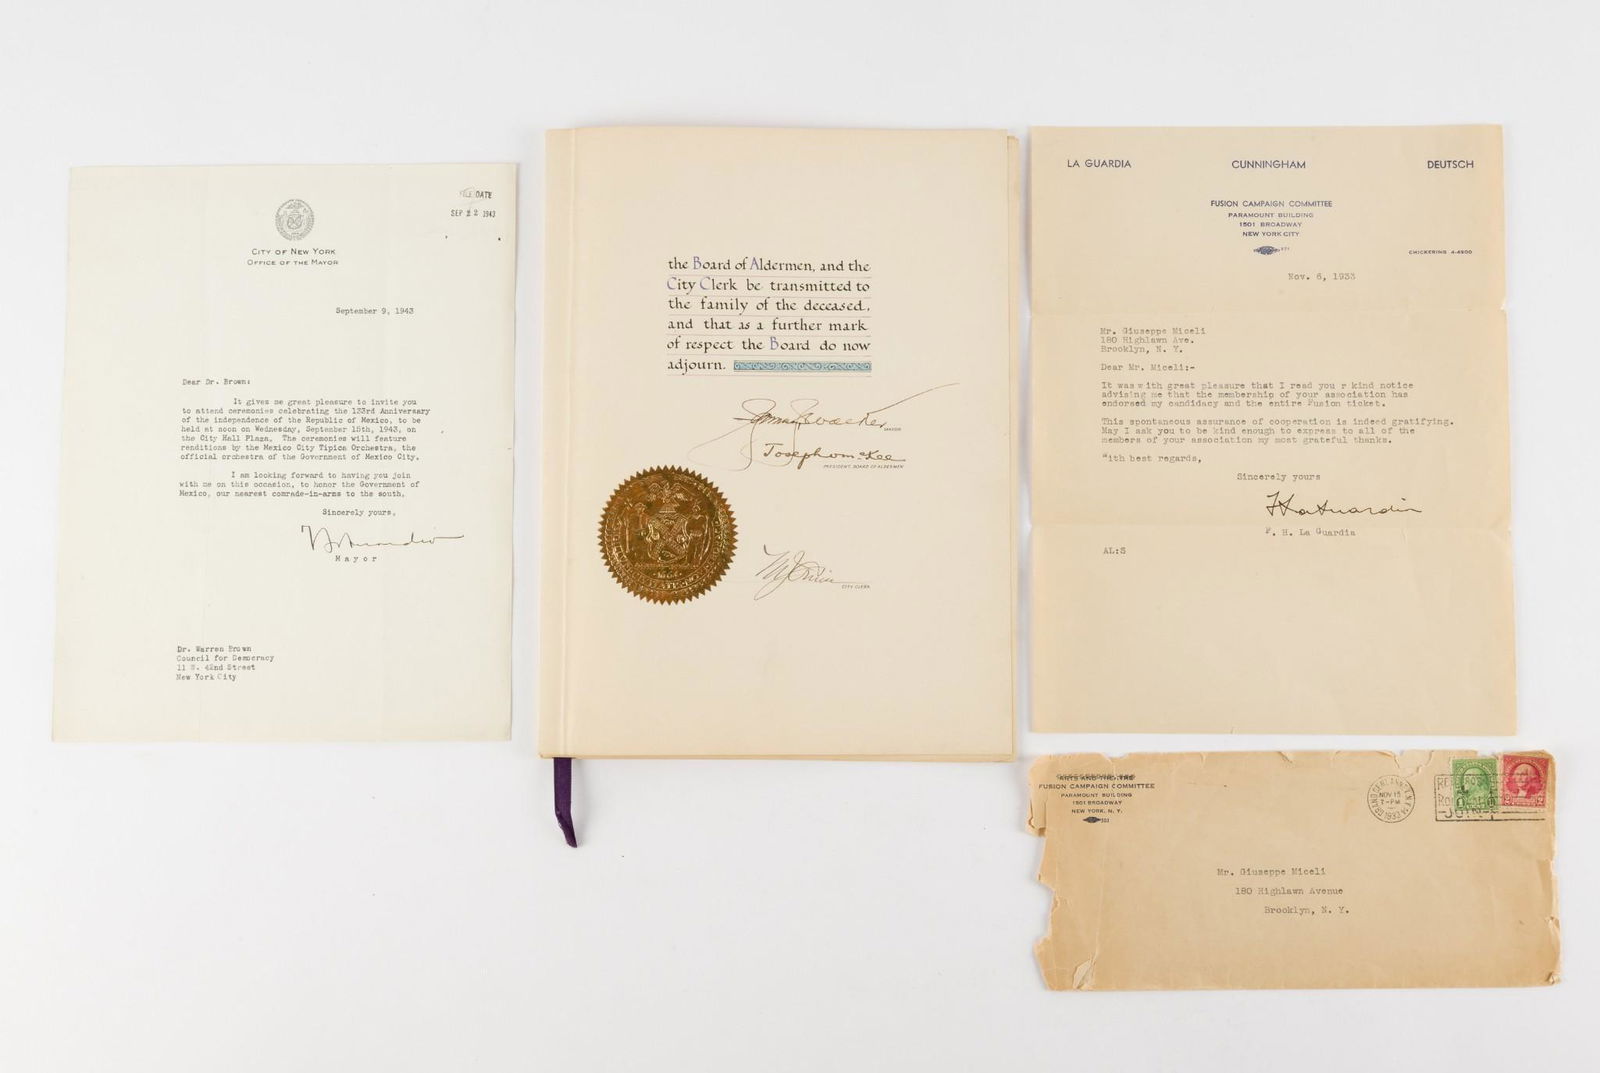 FILE DATE
SEP 12 1943
CITY OF NEW YORK
OFFICE OF THE MAYOR
September 9, 1943
Dear Dr. Brown:
It gives me great pleasure to invite you
to attend ceremonies celebrating the 133rd Anniversary
of the independence of the Republic of Mexico, to be
held at noon on Wednesday, September 15th, 1943, on
the City Hall Plaza. The ceremonies will feature
renditions by the Mexico City Tipica Orchestra, the
official orchestra of the Government of Mexico City.
I am looking forward to having you join
with me on this occasion, to honor the Government of
Mexico, our nearest comrade-in-arms to the south.
Sincerely yours,
Mayor
Dr. Warren Brown
Council for Democracy
11 W. 42nd Street
New York City
the Board of Aldermen, and the
City Clerk be transmitted to
the family of the deceased,
and that as a further mark
of respect the Board do now
adjourn.
MAYOR
Joseph V. McKee
PRESIDENT, BOARD OF ALDERMEN
CITY CLERK
LA GUARDIA CUNNINGHAM DEUTSCH
FUSION CAMPAIGN COMMITTEE
PARAMOUNT BUILDING
1501 BROADWAY
NEW YORK CITY
CHICKERING 4-4900
Nov. 6, 1933
Mr. Giuseppe Miceli
180 Highlawn Ave.
Brooklyn, N. Y.
Dear Mr. Miceli:-
It was with great pleasure that I read you r kind notice
advising me that the membership of your association has
endorsed my candidacy and the entire Fusion ticket.
This spontaneous assurance of cooperation is indeed gratifying.
May I ask you to be kind enough to express to all of the
members of your association my most grateful thanks.
"ith best regards,
Sincerely yours
F H LaGuardia
F. H. La Guardia
AL:S
ARTS AND THEATRE
FUSION CAMPAIGN COMMITTEE
PARAMOUNT BUILDING
1501 BROADWAY
NEW YORK, N. Y.
NOV 15
7-PM
1933
Mr. Giuseppe Miceli
180 Highlawn Avenue
Brooklyn, N. Y.